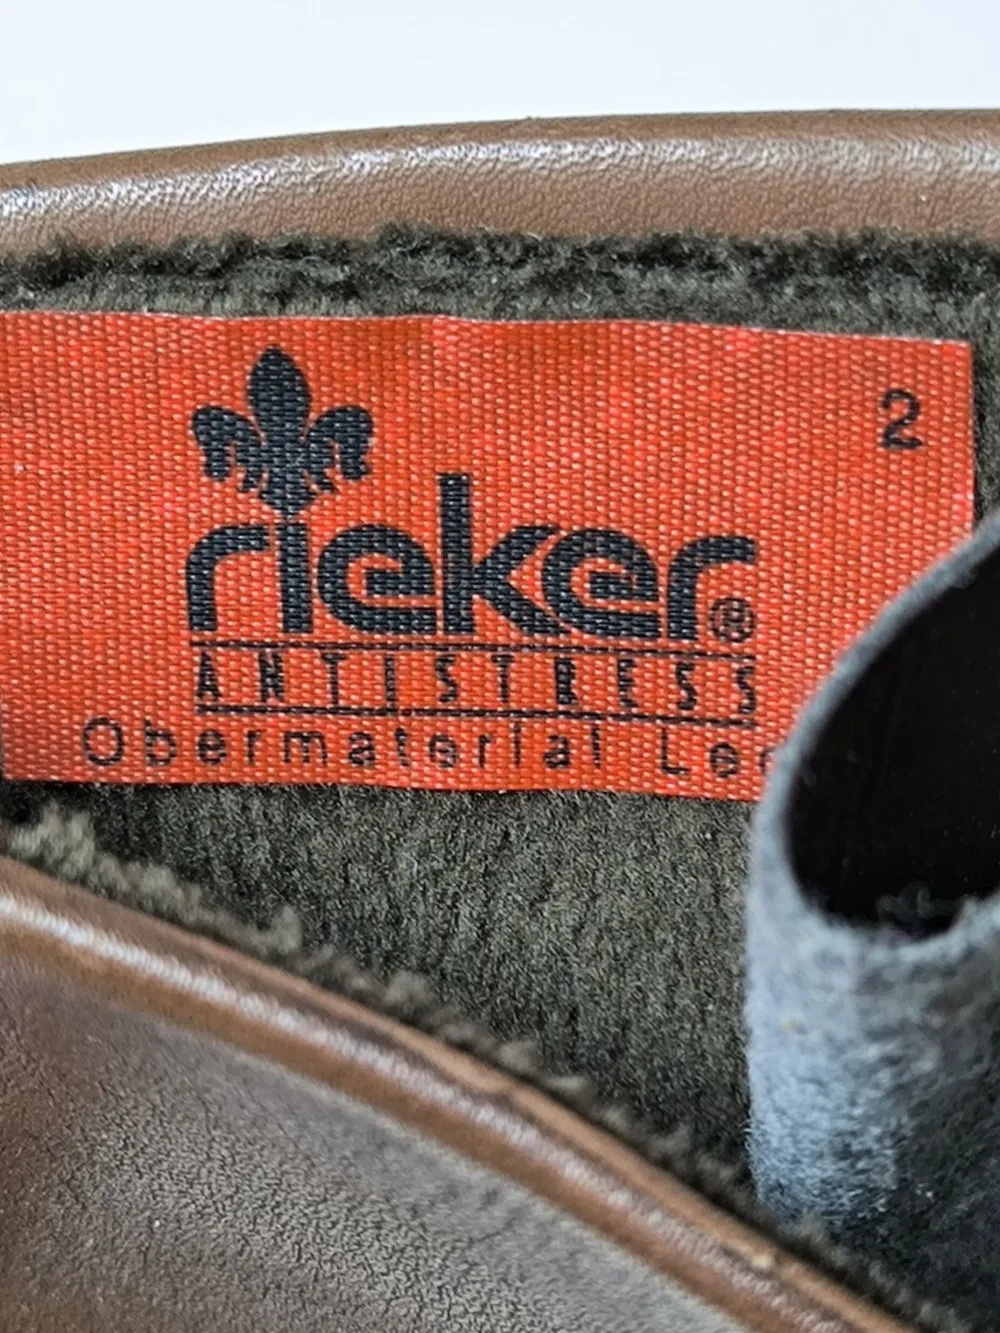 2
rieker®
ANTISTRESS
Obermaterial